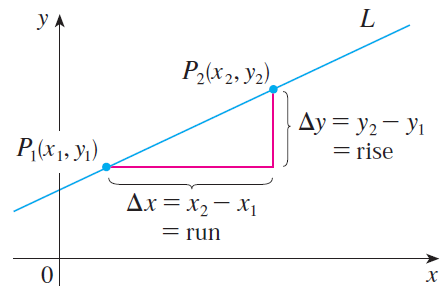 y
L
P₂(x₂, y₂)
Δy = y₂ − y₁
= rise
P₁(x₁, y₁)
Δx = x₂ − x₁
= run
0
x